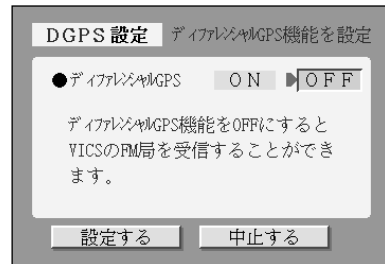 DGPS設定 ディファレンシャルGPS機能を設定
●ディファレンシャルGPS ON OFF
ディファレンシャルGPS機能をOFFにすると
VICSのFM局を受信することができ
ます。
設定する 中止する